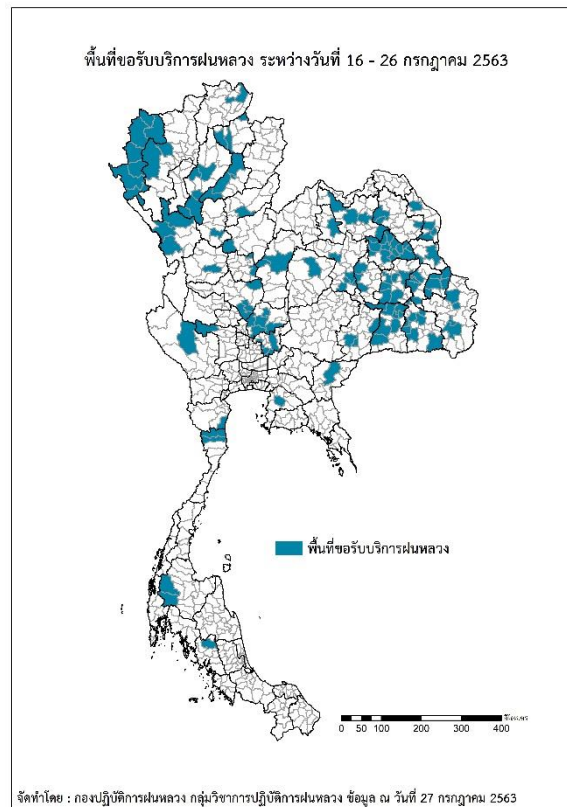 พื้นที่ขอรับบริการฝนหลวง ระหว่างวันที่ 16 - 26 กรกฎาคม 2563
พื้นที่ขอรับบริการฝนหลวง
0 50 100 200 300 400
จัดทำโดย : กองปฏิบัติการฝนหลวง กลุ่มวิชาการปฏิบัติการฝนหลวง ข้อมูล ณ วันที่ 27 กรกฎาคม 2563